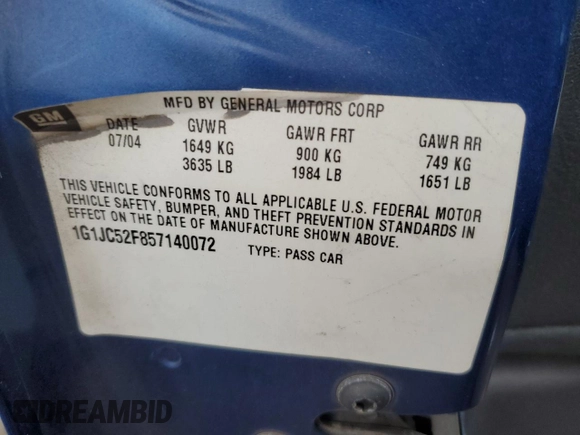 GM
MFD BY GENERAL MOTORS CORP
DATE GVWR GAWR FRT GAWR RR
07/04 1649 KG 900 KG 749 KG
3635 LB 1984 LB 1651 LB
THIS VEHICLE CONFORMS TO ALL APPLICABLE U.S. FEDERAL MOTOR
VEHICLE SAFETY, BUMPER, AND THEFT PREVENTION STANDARDS IN
EFFECT ON THE DATE OF MANUFACTURE SHOWN ABOVE.
1G1JC52F857140072 TYPE: PASS CAR
DREAMBID